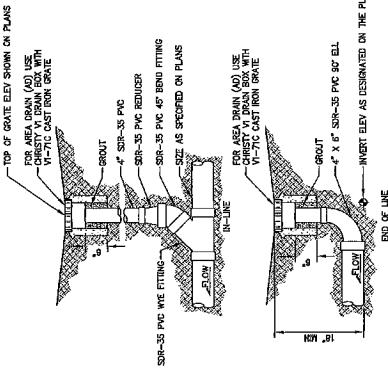 TOP OF GRATE ELEV SHOWN ON PLANS
FOR AREA DRAIN (AD) USE
CHRISTY V1 DRAIN BOX WITH
V1-71C CAST IRON GRATE
GROUT
6"
4" SDR-35 PVC
SDR-35 PVC REDUCER
SDR-35 PVC 45° BEND FITTING
SIZE AS SPECIFIED ON PLANS
SDR-35 PVC WYE FITTING
FLOW
IN-LINE
FOR AREA DRAIN (AD) USE
CHRISTY V1 DRAIN BOX WITH
V1-71C CAST IRON GRATE
GROUT
4" X 6" SDR-35 PVC 90° ELL
6"
18" MIN
FLOW
INVERT ELEV AS DESIGNATED ON THE
END OF LINE